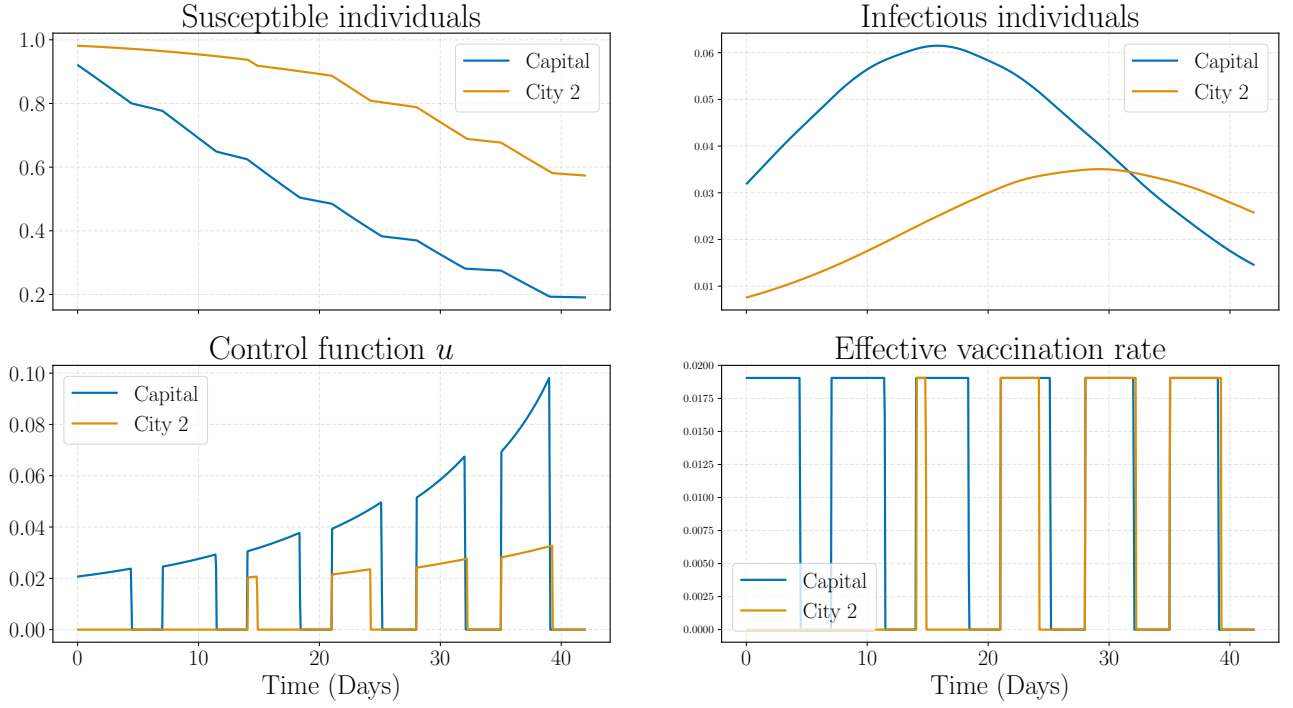 Susceptible individuals
1.0
0.8
0.6
0.4
0.2
Capital
City 2
Infectious individuals
0.06
0.05
0.04
0.03
0.02
0.01
Capital
City 2
Control function u
0.10
0.08
0.06
0.04
0.02
0.00
Capital
City 2
0 10 20 30 40
Time (Days)
Effective vaccination rate
0.0200
0.0175
0.0150
0.0125
0.0100
0.0075
0.0050
0.0025
0.0000
Capital
City 2
0 10 20 30 40
Time (Days)